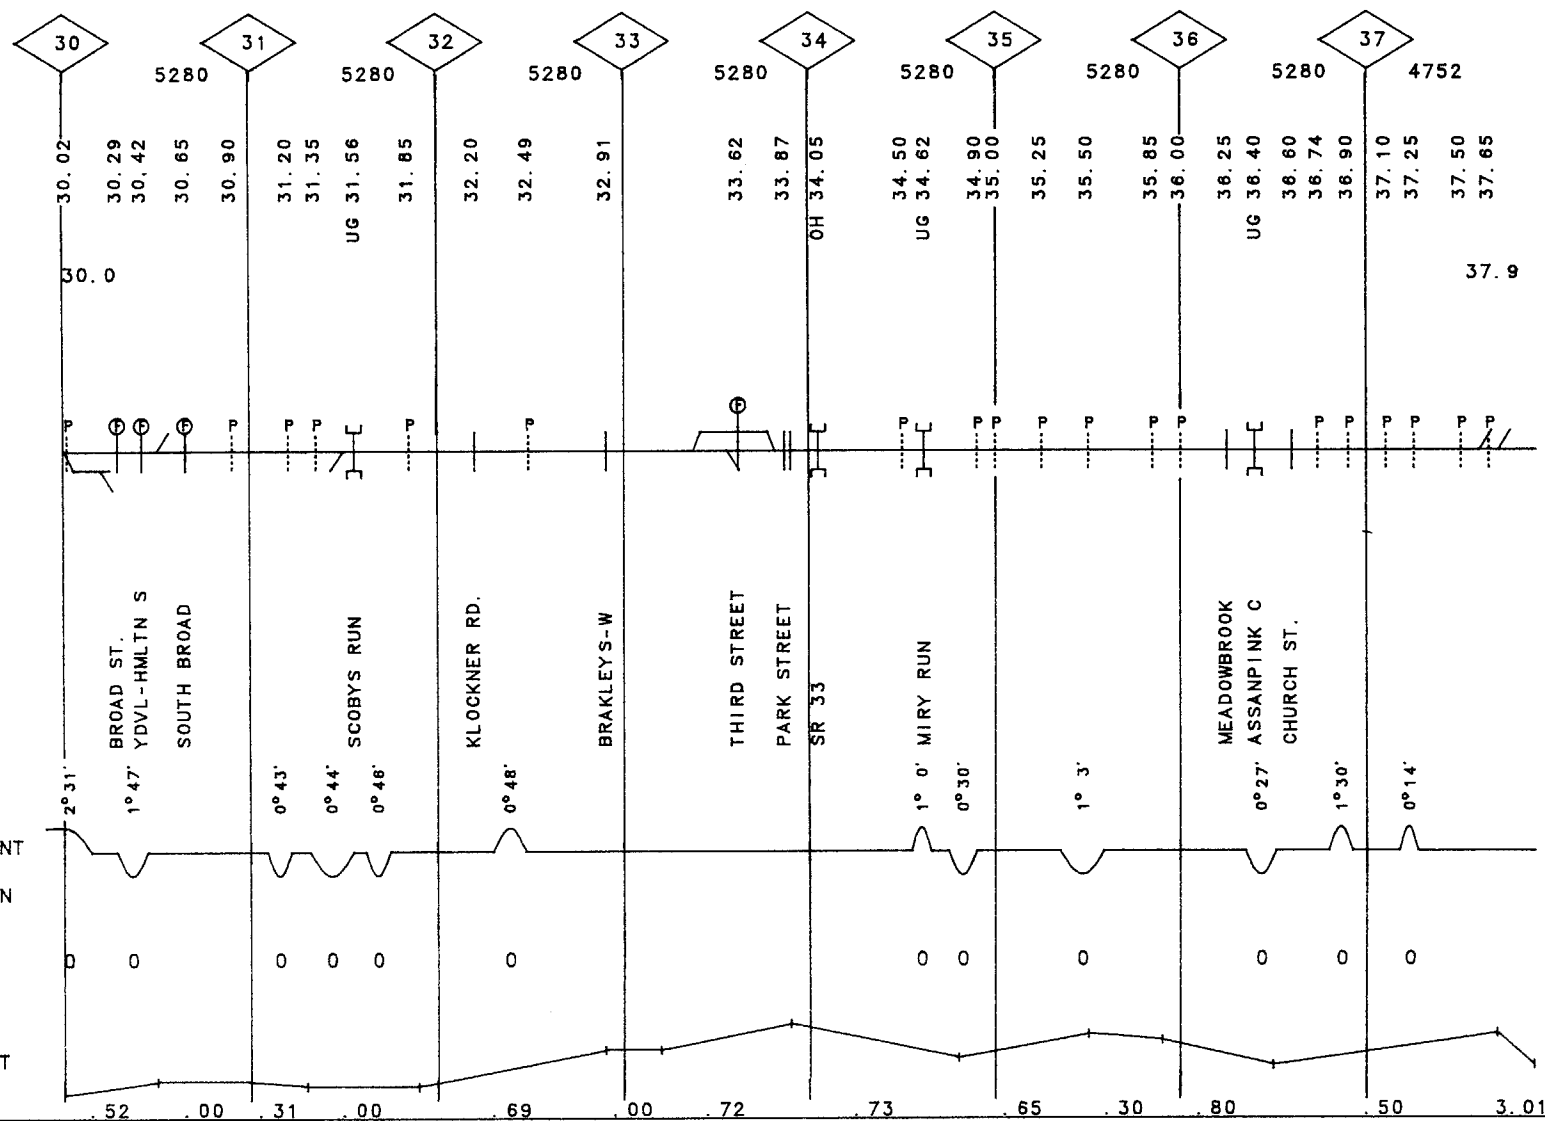 30 31 32 33 34 35 36 37
5280 5280 5280 5280 5280 5280 5280 4752
30.02
30.29
30.42
30.65
30.90
31.20
31.35
UG 31.56
31.85
32.20
32.49
32.91
33.62
33.87
OH 34.05
34.50
UG 34.62
34.90
35.00
35.25
35.50
35.85
36.00
36.25
UG 36.40
36.60
36.74
36.90
37.10
37.25
37.50
37.65
30.0 37.9
P F F F P P P P P F P P P P P P P P P P P P P
BROAD ST.
YDVL-HMLTN S
SOUTH BROAD
SCOBYS RUN
KLOCKNER RD.
BRAKLEYS-W
THIRD STREET
PARK STREET
SR 33
MIRY RUN
MEADOWBROOK
ASSANPINK C
CHURCH ST.
2°31'
1°47'
0°43'
0°44'
0°46'
0°48'
1° 0'
0°30'
1° 3'
0°27'
1°30'
0°14'
NT
N
0 0 0 0 0 0 0 0 0 0 0 0
T
.52 .00 .31 .00 .69 .00 .72 .73 .65 .30 .80 .50 3.01